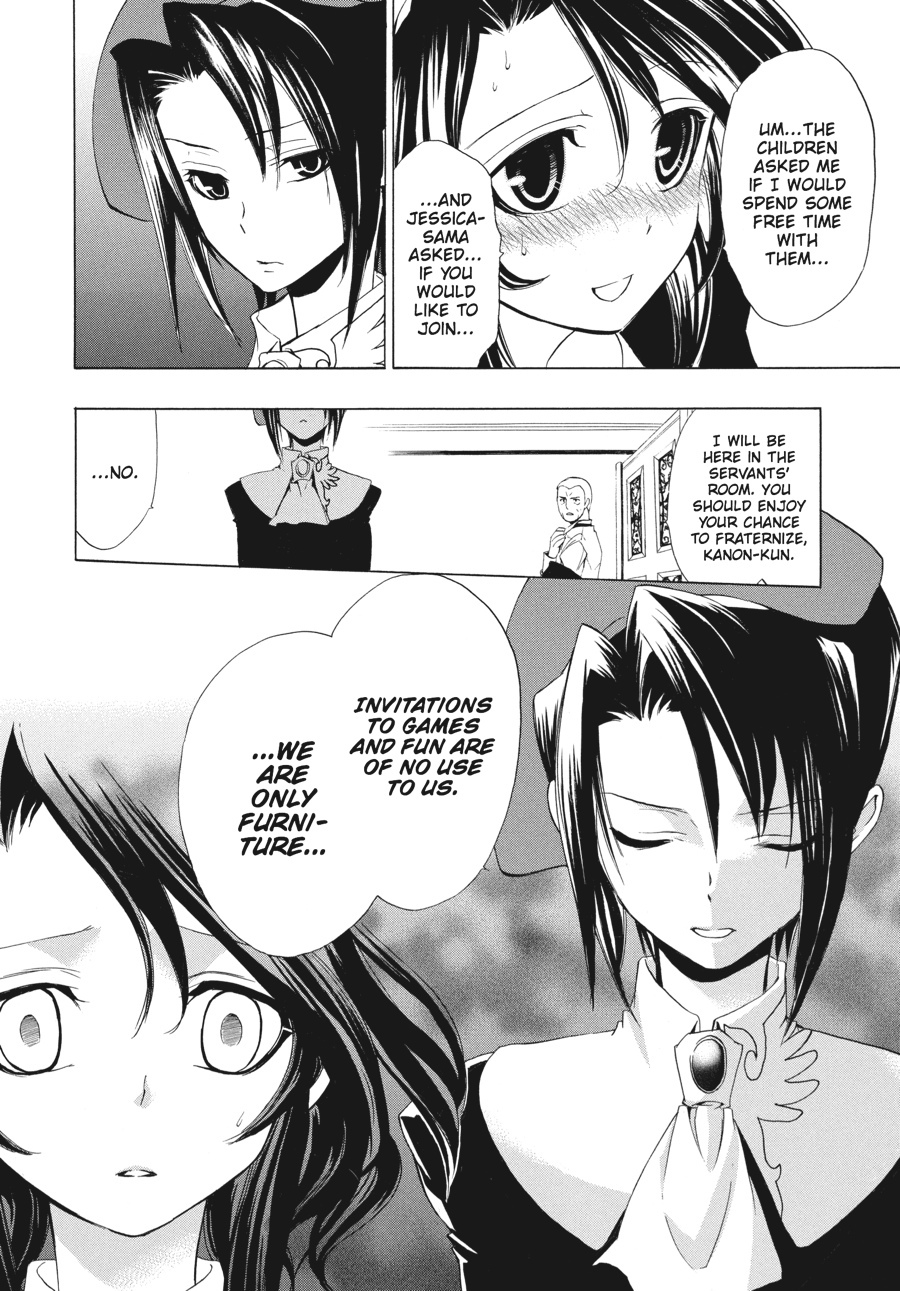 UM...THE
CHILDREN
ASKED ME
IF I WOULD
SPEND SOME
FREE TIME
WITH
THEM...
...AND
JESSICA-
SAMA
ASKED...
IF YOU
WOULD
LIKE TO
JOIN...
I WILL BE
HERE IN THE
SERVANTS'
ROOM. YOU
SHOULD ENJOY
YOUR CHANCE
TO FRATERNIZE,
KANON-KUN.
...NO.
INVITATIONS
TO GAMES
AND FUN ARE
OF NO USE
TO US.
...WE
ARE
ONLY
FURNI-
TURE...